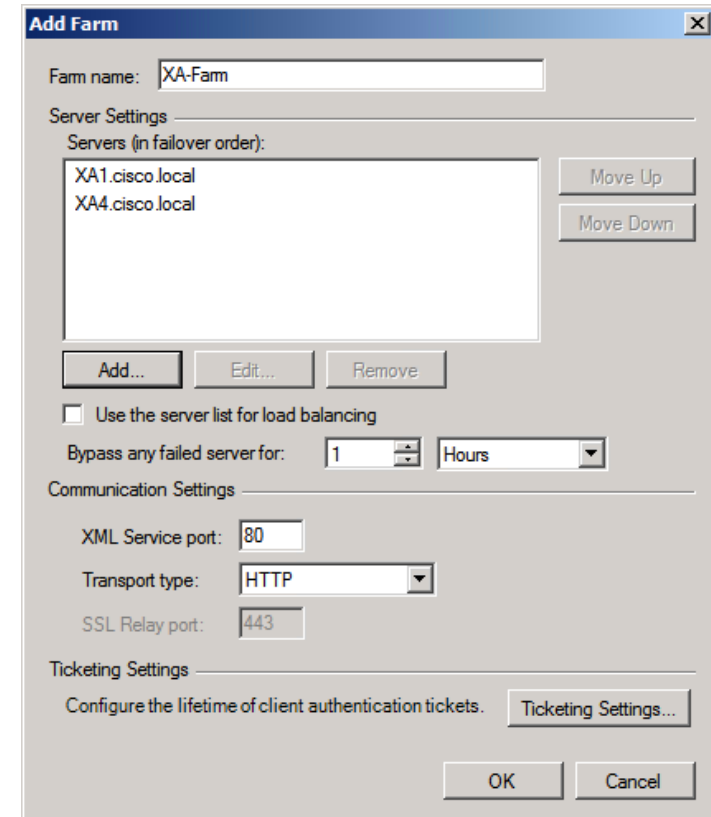 Add Farm
Farm name: XA-Farm
Server Settings
Servers (in failover order):
XA1.cisco.local
XA4.cisco.local
Move Up
Move Down
Add... Edit... Remove
Use the server list for load balancing
Bypass any failed server for: 1 Hours
Communication Settings
XML Service port: 80
Transport type: HTTP
SSL Relay port: 443
Ticketing Settings
Configure the lifetime of client authentication tickets. Ticketing Settings...
OK Cancel